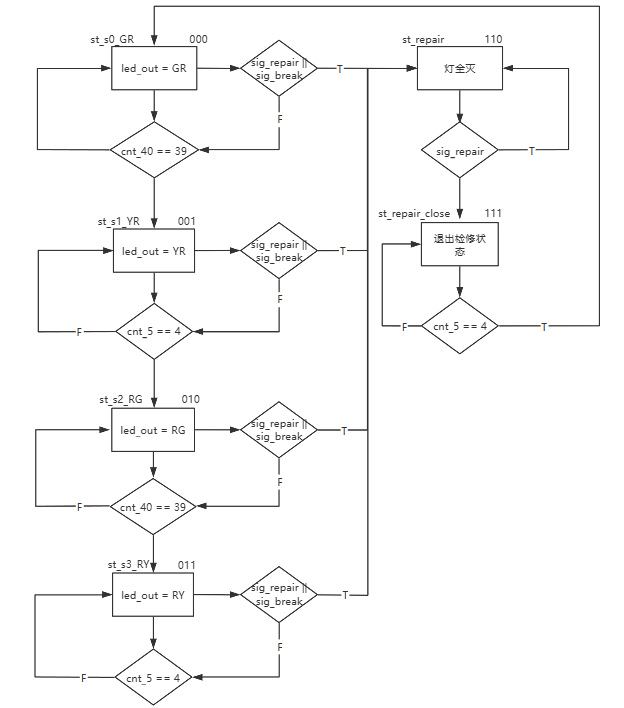 st_s0_GR
000
led_out = GR
sig_repair ||
sig_break
T
F
cnt_40 == 39
st_s1_YR
001
led_out = YR
sig_repair ||
sig_break
T
F
cnt_5 == 4
F
st_s2_RG
010
led_out = RG
sig_repair ||
sig_break
T
F
cnt_40 == 39
F
st_s3_RY
011
led_out = RY
sig_repair ||
sig_break
T
F
cnt_5 == 4
F
st_repair
110
灯全灭
sig_repair
T
st_repair_close
111
退出检修状
态
cnt_5 == 4
F
T